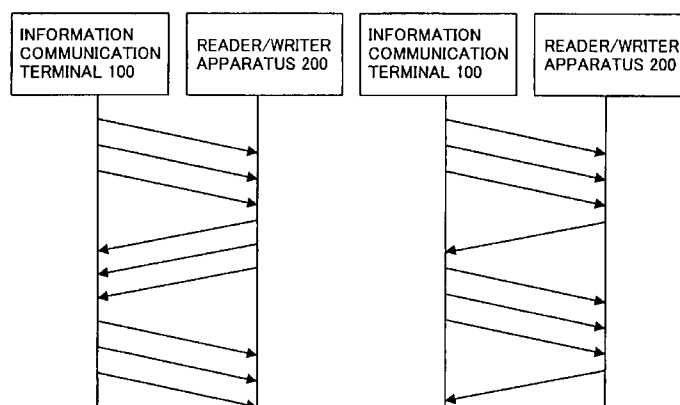 INFORMATION
COMMUNICATION
TERMINAL 100
READER/WRITER
APPARATUS 200
INFORMATION
COMMUNICATION
TERMINAL 100
READER/WRITER
APPARATUS 200